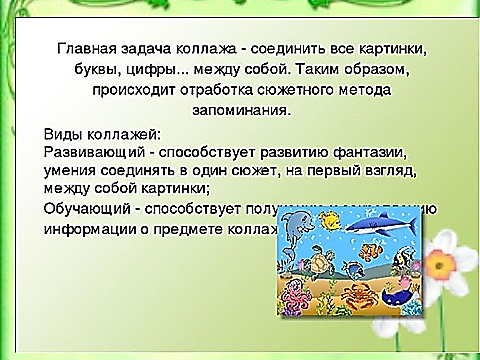 Главная задача коллажа - соединить все картинки,
буквы, цифры... между собой. Таким образом,
происходит отработка сюжетного метода
запоминания.
Виды коллажей:
Развивающий - способствует развитию фантазии,
умения соединять в один сюжет, на первый взгляд,
между собой картинки;
Обучающий - способствует
информации о предмете